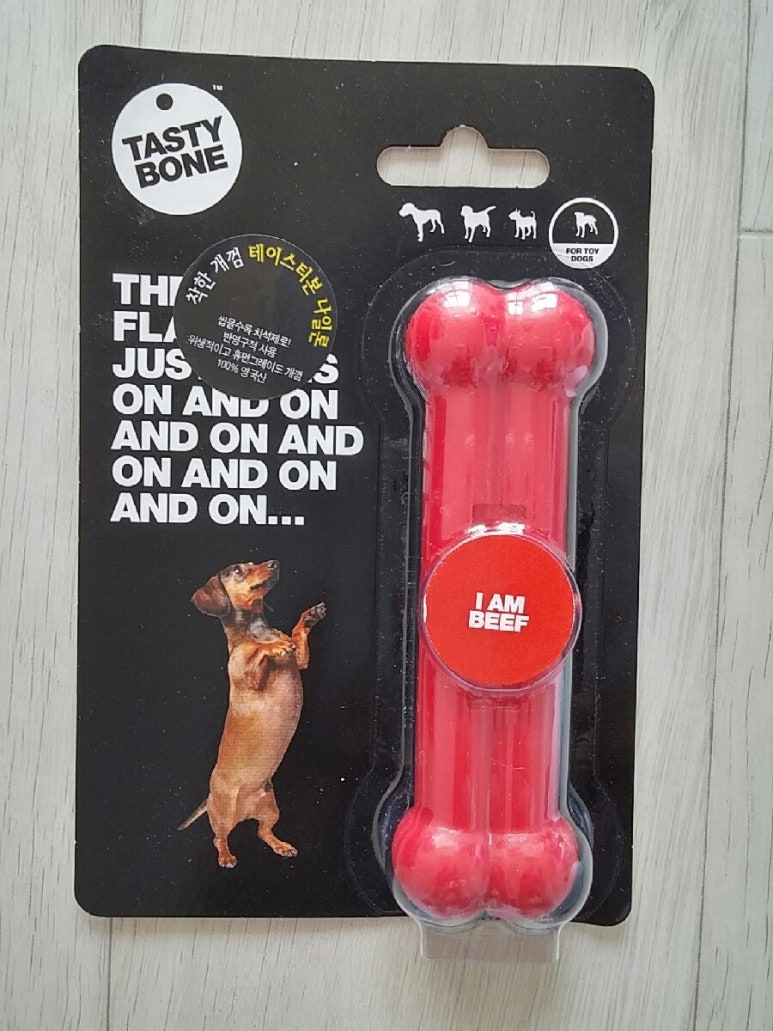 TASTY
BONE
™
FOR TOY
DOGS
착한 개껌 테이스티본 나일론
씹을수록 치석제로!
반영구적 사용
위생적이고 휴먼그레이드 개껌
100% 영국산
ON AND ON
AND ON AND
ON AND ON
AND ON...
I AM
BEEF